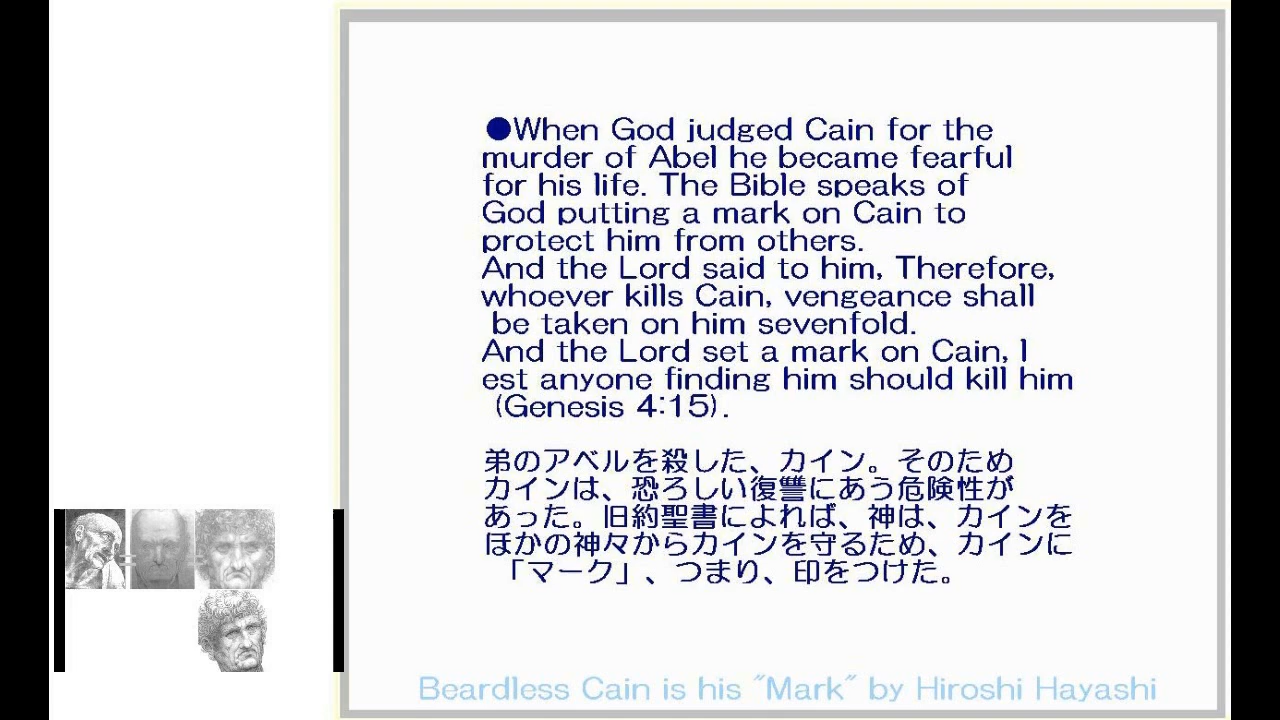 ●When God judged Cain for the
murder of Abel he became fearful
for his life. The Bible speaks of
God putting a mark on Cain to
protect him from others.
And the Lord said to him, Therefore,
whoever kills Cain, vengeance shall
be taken on him sevenfold.
And the Lord set a mark on Cain, l
est anyone finding him should kill him
(Genesis 4:15).
弟のアベルを殺した、カイン。そのため
カインは、恐ろしい復讐にあう危険性が
あった。旧約聖書によれば、神は、カインを
ほかの神々からカインを守るため、カインに
「マーク」、つまり、印をつけた。
Beardless Cain is his "Mark" by Hiroshi Hayashi